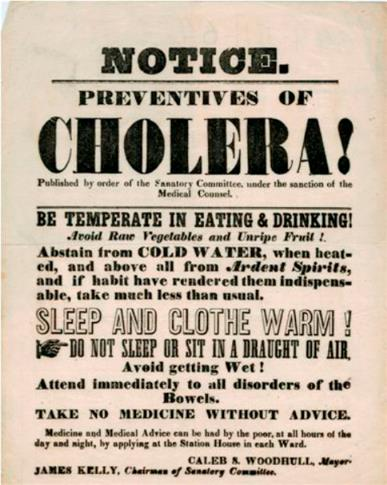 NOTICE.
PREVENTIVES OF
CHOLERA!
Published by order of the Sanatory Committee, under the sanction of the
Medical Counsel.
BE TEMPERATE IN EATING & DRINKING!
Avoid Raw Vegetables and Unripe Fruit !
Abstain from COLD WATER, when heat-
ed, and above all from Ardent Spirits,
and if habit have rendered them indispens-
able, take much less than usual.
SLEEP AND CLOTHE WARM !
DO NOT SLEEP OR SIT IN A DRAUGHT OF AIR,
Avoid getting Wet !
Attend immediately to all disorders of the
Bowels.
TAKE NO MEDICINE WITHOUT ADVICE.
Medicine and Medical Advice can be had by the poor, at all hours of the
day and night, by applying at the Station House in each Ward.
CALEB S. WOODHULL, Mayor
JAMES KELLY, Chairman of Sanatory Committee.